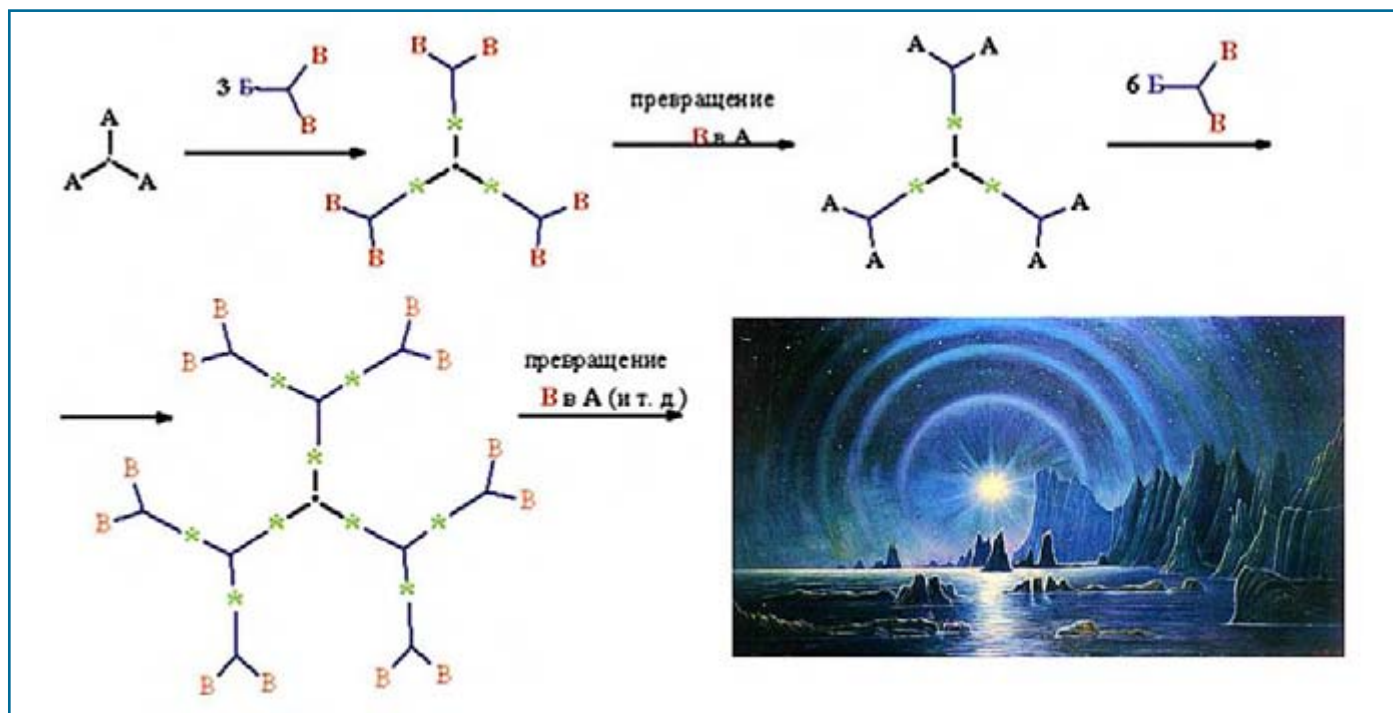 А
А А
В
3 Б
В
В В
В В
В В
превращение
В в А
А А
А А
А А
В
6 Б
В
В В
В В
В В
В В
В В В В
превращение
В в А (и т. д.)